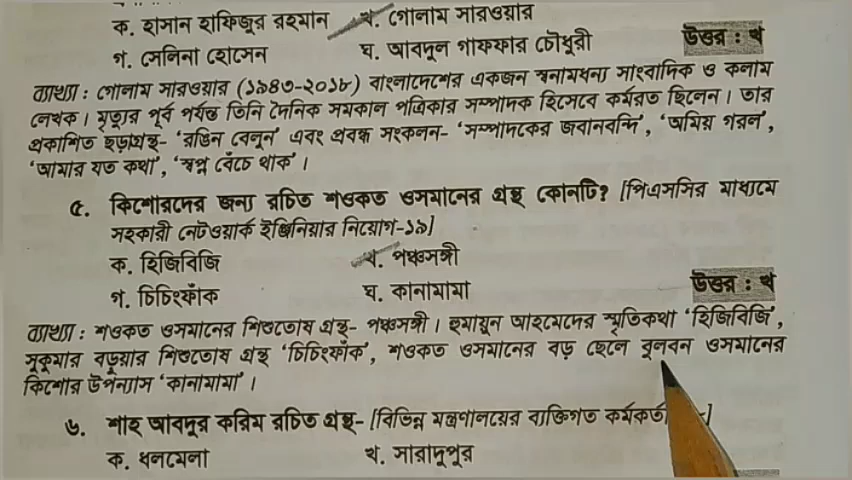 ক. হাসান হাফিজুর রহমান খ. গোলাম সারওয়ার
গ. সেলিনা হোসেন ঘ. আবদুল গাফফার চৌধুরী উত্তর : খ
ব্যাখ্যা : গোলাম সারওয়ার (১৯৪৩-২০১৮) বাংলাদেশের একজন স্বনামধন্য সাংবাদিক ও কলাম
লেখক। মৃত্যুর পূর্ব পর্যন্ত তিনি দৈনিক সমকাল পত্রিকার সম্পাদক হিসেবে কর্মরত ছিলেন। তার
প্রকাশিত ছড়াগ্রন্থ- 'রঙিন বেলুন' এবং প্রবন্ধ সংকলন- 'সম্পাদকের জবানবন্দি', 'অমিয় গরল',
'আমার যত কথা', 'স্বপ্ন বেঁচে থাক'।
৫. কিশোরদের জন্য রচিত শওকত ওসমানের গ্রন্থ কোনটি? [পিএসসির মাধ্যমে
সহকারী নেটওয়ার্ক ইঞ্জিনিয়ার নিয়োগ-১৯]
ক. হিজিবিজি খ. পঞ্চসঙ্গী
গ. চিচিংফাঁক ঘ. কানামামা উত্তর : খ
ব্যাখ্যা : শওকত ওসমানের শিশুতোষ গ্রন্থ- পঞ্চসঙ্গী। হুমায়ূন আহমেদের স্মৃতিকথা 'হিজিবিজি',
সুকুমার বড়ুয়ার শিশুতোষ গ্রন্থ 'চিচিংফাঁক', শওকত ওসমানের বড় ছেলে বুলবন ওসমানের
কিশোর উপন্যাস 'কানামামা'।
৬. শাহ আবদুর করিম রচিত গ্রন্থ- [বিভিন্ন মন্ত্রণালয়ের ব্যক্তিগত কর্মকর্তা
ক. ধলমেলা খ. সারাদুপুর